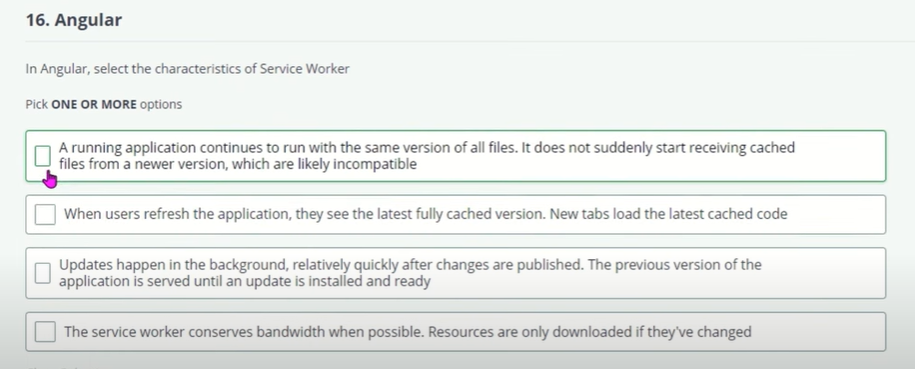 16. Angular
In Angular, select the characteristics of Service Worker
Pick ONE OR MORE options
A running application continues to run with the same version of all files. It does not suddenly start receiving cached
files from a newer version, which are likely incompatible
When users refresh the application, they see the latest fully cached version. New tabs load the latest cached code
Updates happen in the background, relatively quickly after changes are published. The previous version of the
application is served until an update is installed and ready
The service worker conserves bandwidth when possible. Resources are only downloaded if they've changed